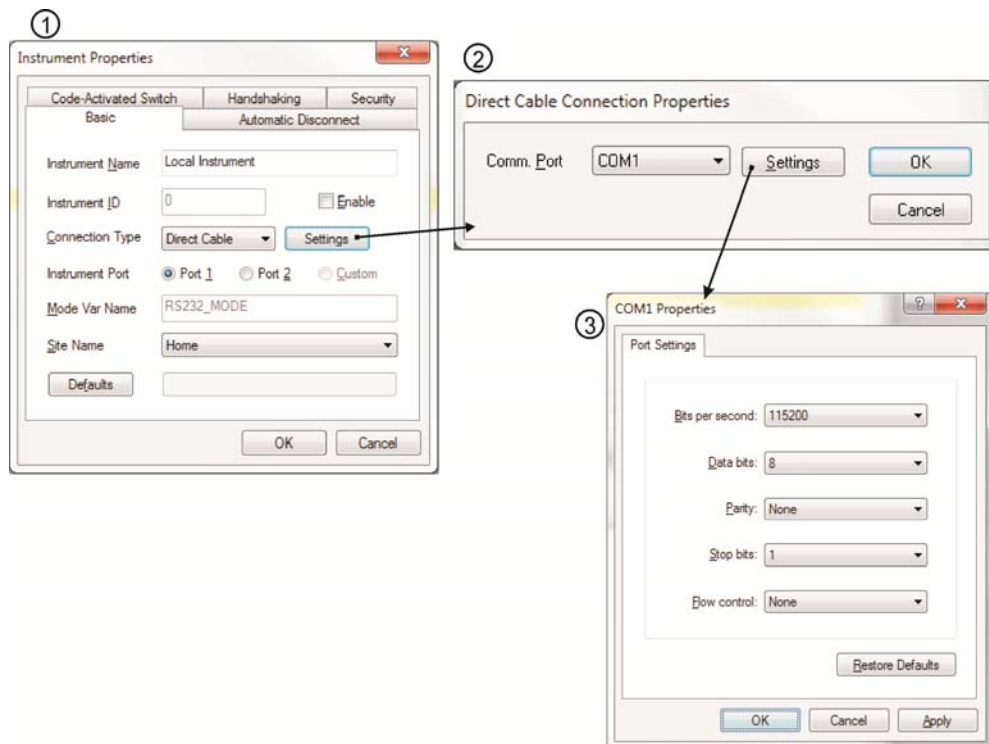 1
Instrument Properties
Code-Activated Switch Handshaking Security
Basic Automatic Disconnect
Instrument Name Local Instrument
Instrument ID 0 Enable
Connection Type Direct Cable Settings
Instrument Port Port 1 Port 2 Custom
Mode Var Name RS232_MODE
Site Name Home
Defaults
OK Cancel
2
Direct Cable Connection Properties
Comm. Port COM1 Settings OK
Cancel
3
COM1 Properties
Port Settings
Bits per second: 115200
Data bits: 8
Parity: None
Stop bits: 1
Flow control: None
Restore Defaults
OK Cancel Apply